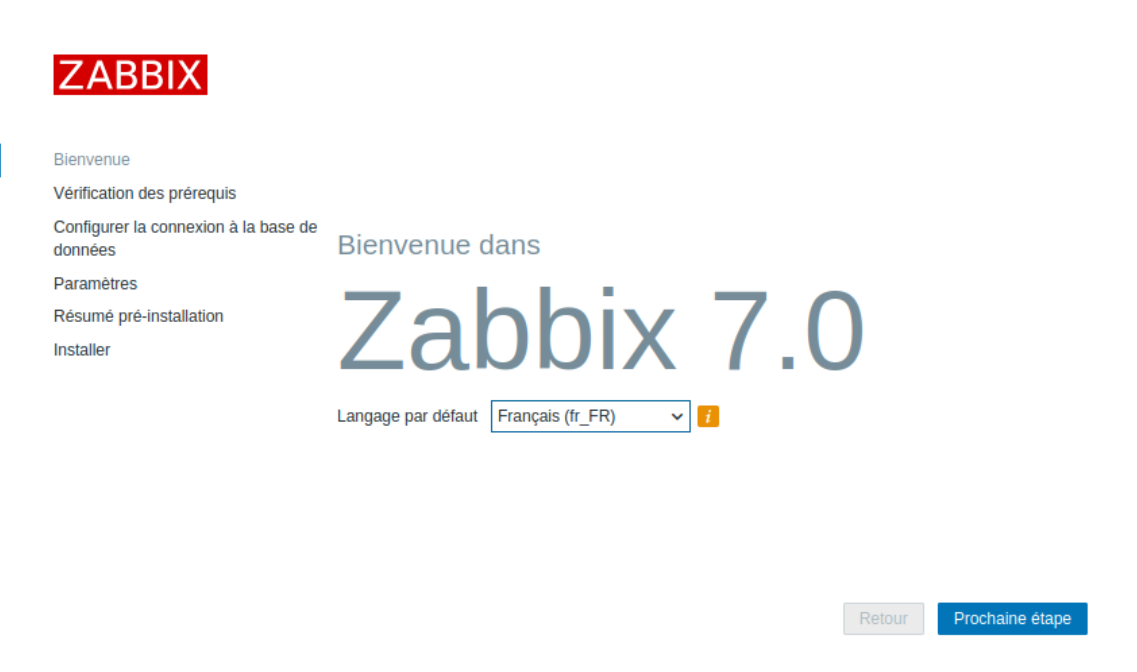 ZABBIX
Bienvenue
Vérification des prérequis
Configurer la connexion à la base de
données
Paramètres
Résumé pré-installation
Installer
Bienvenue dans
Zabbix 7.0
Langage par défaut Français (fr_FR) i
Retour Prochaine étape